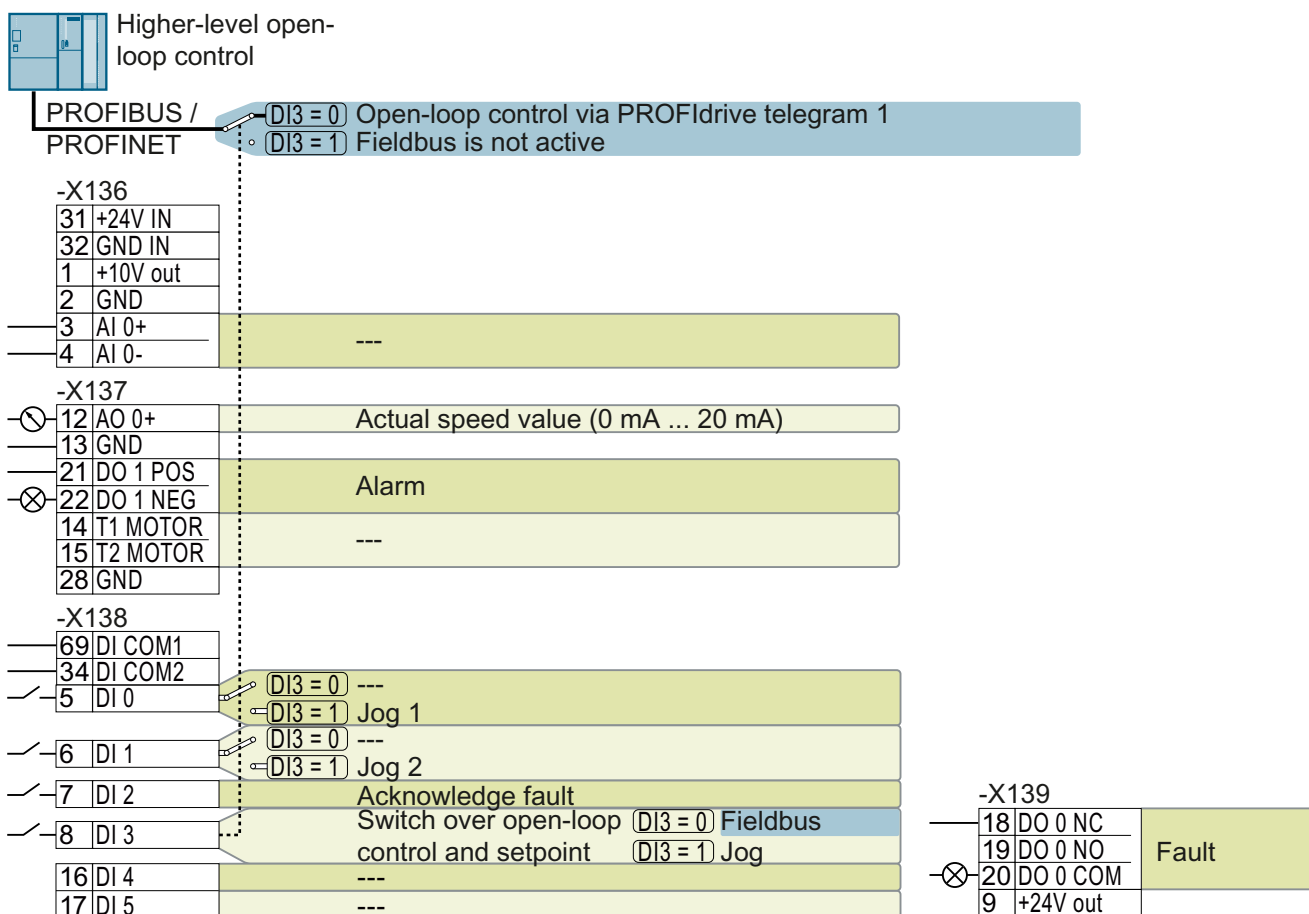 Higher-level open-
loop control
PROFIBUS /
PROFINET
DI3 = 0 Open-loop control via PROFIdrive telegram 1
DI3 = 1 Fieldbus is not active
-X136
31 +24V IN
32 GND IN
1 +10V out
2 GND
3 AI 0+
4 AI 0-
---
-X137
12 AO 0+ Actual speed value (0 mA ... 20 mA)
13 GND
21 DO 1 POS
22 DO 1 NEG
Alarm
14 T1 MOTOR
15 T2 MOTOR
---
28 GND
-X138
69 DI COM1
34 DI COM2
5 DI 0
DI3 = 0 ---
DI3 = 1 Jog 1
6 DI 1
DI3 = 0 ---
DI3 = 1 Jog 2
7 DI 2 Acknowledge fault
8 DI 3
Switch over open-loop DI3 = 0 Fieldbus
control and setpoint DI3 = 1 Jog
16 DI 4 ---
17 DI 5 ---
-X139
18 DO 0 NC
19 DO 0 NO
20 DO 0 COM
Fault
9 +24V out